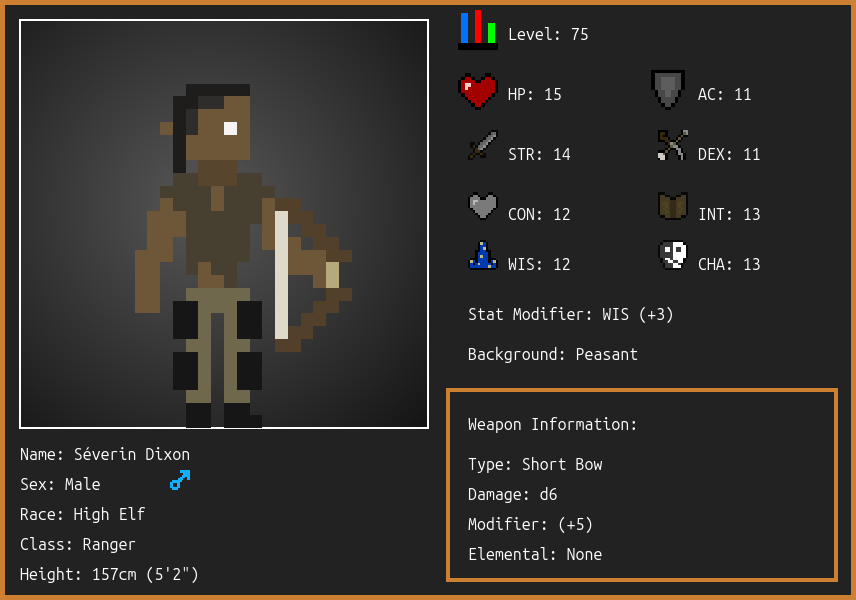 Level: 75
HP: 15
AC: 11
STR: 14
DEX: 11
CON: 12
INT: 13
WIS: 12
CHA: 13
Stat Modifier: WIS (+3)
Background: Peasant
Weapon Information:
Type: Short Bow
Damage: d6
Modifier: (+5)
Elemental: None
Name: Séverin Dixon
Sex: Male
Race: High Elf
Class: Ranger
Height: 157cm (5'2")